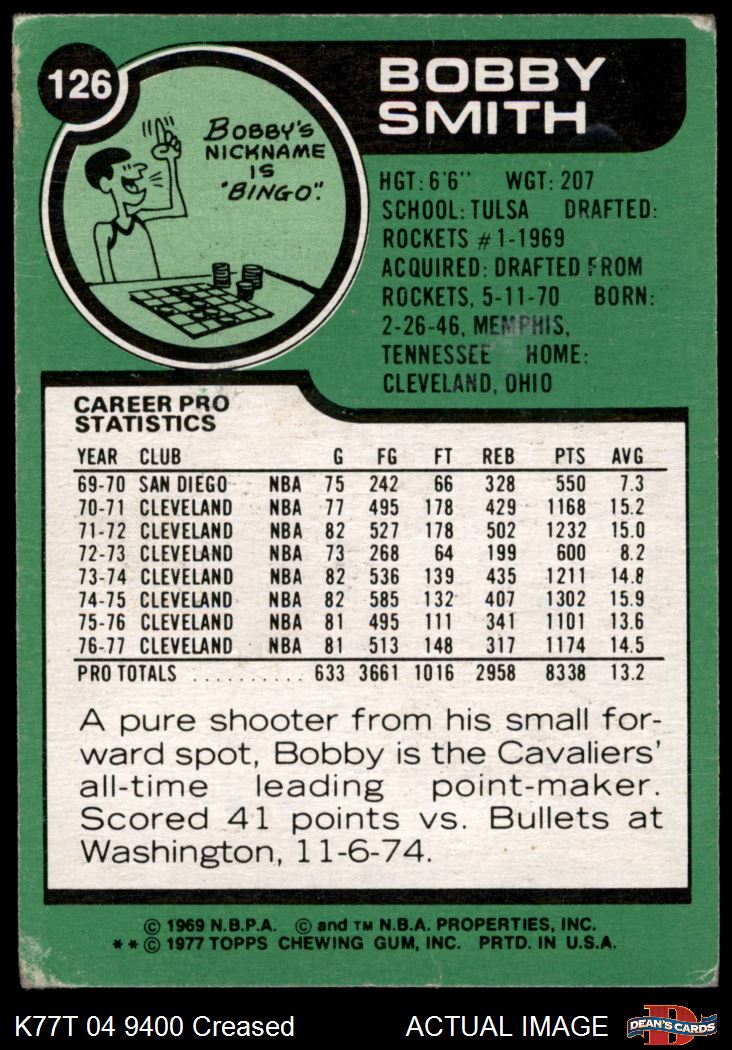 126
BOBBY
SMITH
BOBBY'S
NICKNAME
IS
"BINGO".
HGT: 6'6" WGT: 207
SCHOOL: TULSA DRAFTED:
ROCKETS #1-1969
ACQUIRED: DRAFTED FROM
ROCKETS, 5-11-70 BORN:
2-26-46, MEMPHIS,
TENNESSEE HOME:
CLEVELAND, OHIO
CAREER PRO
STATISTICS
YEAR CLUB G FG FT REB PTS AVG
69-70 SAN DIEGO NBA 75 242 66 328 550 7.3
70-71 CLEVELAND NBA 77 495 178 429 1168 15.2
71-72 CLEVELAND NBA 82 527 178 502 1232 15.0
72-73 CLEVELAND NBA 73 268 64 199 600 8.2
73-74 CLEVELAND NBA 82 536 139 435 1211 14.8
74-75 CLEVELAND NBA 82 585 132 407 1302 15.9
75-76 CLEVELAND NBA 81 495 111 341 1101 13.6
76-77 CLEVELAND NBA 81 513 148 317 1174 14.5
PRO TOTALS .......... 633 3661 1016 2958 8338 13.2
A pure shooter from his small for-
ward spot, Bobby is the Cavaliers'
all-time leading point-maker.
Scored 41 points vs. Bullets at
Washington, 11-6-74.
© 1969 N.B.P.A. © and TM N.B.A. PROPERTIES, INC.
** © 1977 TOPPS CHEWING GUM, INC. PRTD. IN U.S.A.
K77T 04 9400 Creased ACTUAL IMAGE DEAN'S CARDS